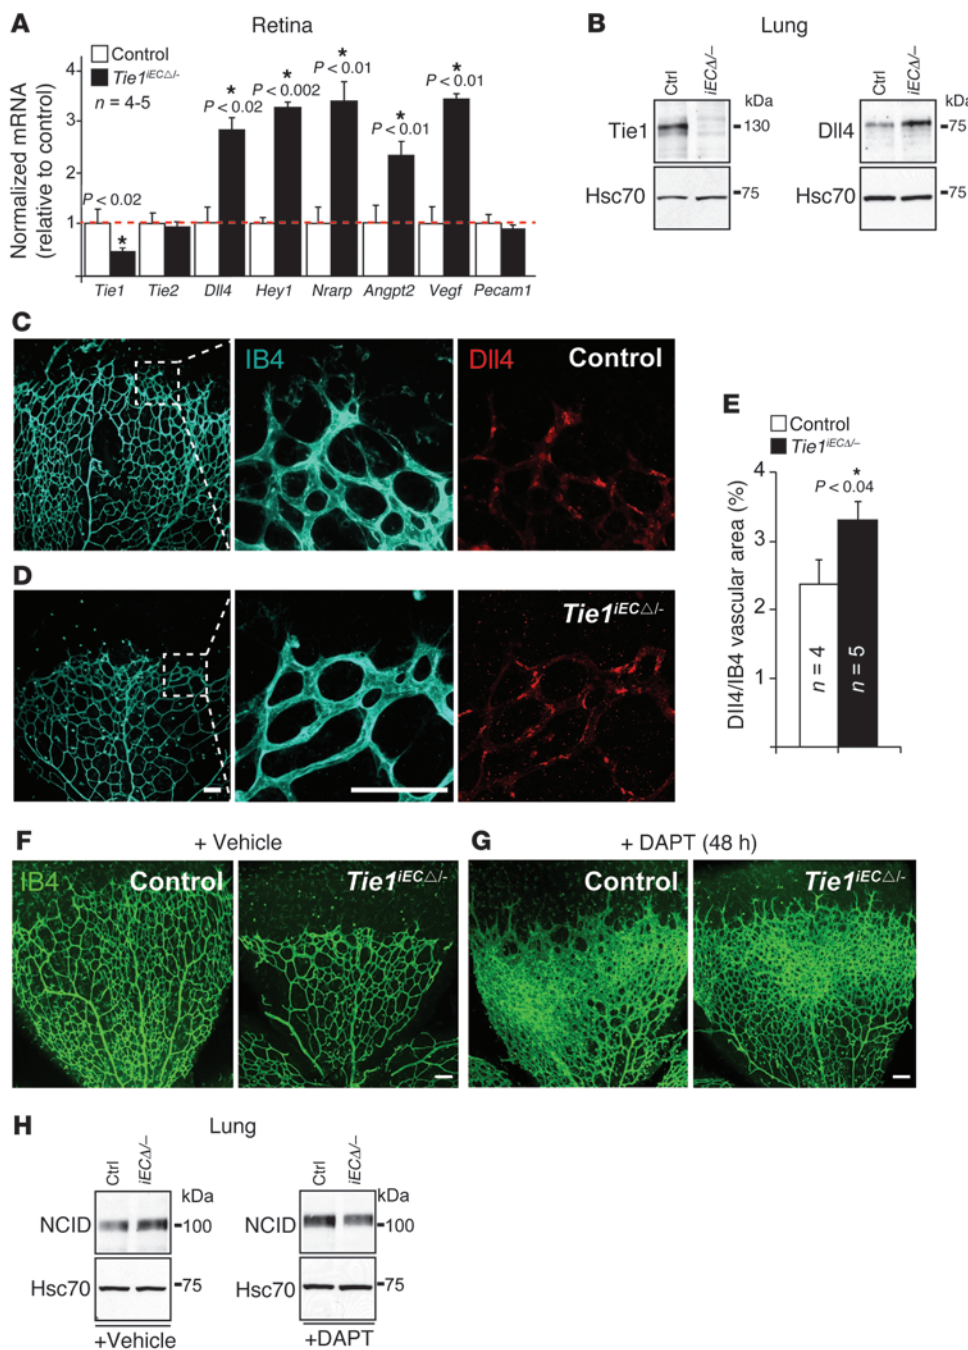 A
Retina
Control
Tie1iECΔ/-
n = 4-5
Normalized mRNA
(relative to control)
4
3
2
1
P < 0.02
*
*
P < 0.02
*
P < 0.002
*
P < 0.01
*
P < 0.01
*
P < 0.01
Tie1
Tie2
Dll4
Hey1
Nrarp
Angpt2
Vegf
Pecam1
B
Lung
Ctrl
iECΔ/–
kDa
Tie1
130
Hsc70
75
Ctrl
iECΔ/–
kDa
Dll4
75
Hsc70
75
C
IB4
Dll4
Control
D
Tie1iECΔ/-
E
Control
Tie1iECΔ/–
Dll4/IB4 vascular area (%)
4
3
2
1
*
P < 0.04
n = 4
n = 5
F
+ Vehicle
IB4
Control
Tie1iECΔ/-
G
+ DAPT (48 h)
Control
Tie1iECΔ/-
H
Lung
Ctrl
iECΔ/–
kDa
NCID
100
Hsc70
75
+Vehicle
Ctrl
iECΔ/–
kDa
NCID
100
Hsc70
75
+DAPT